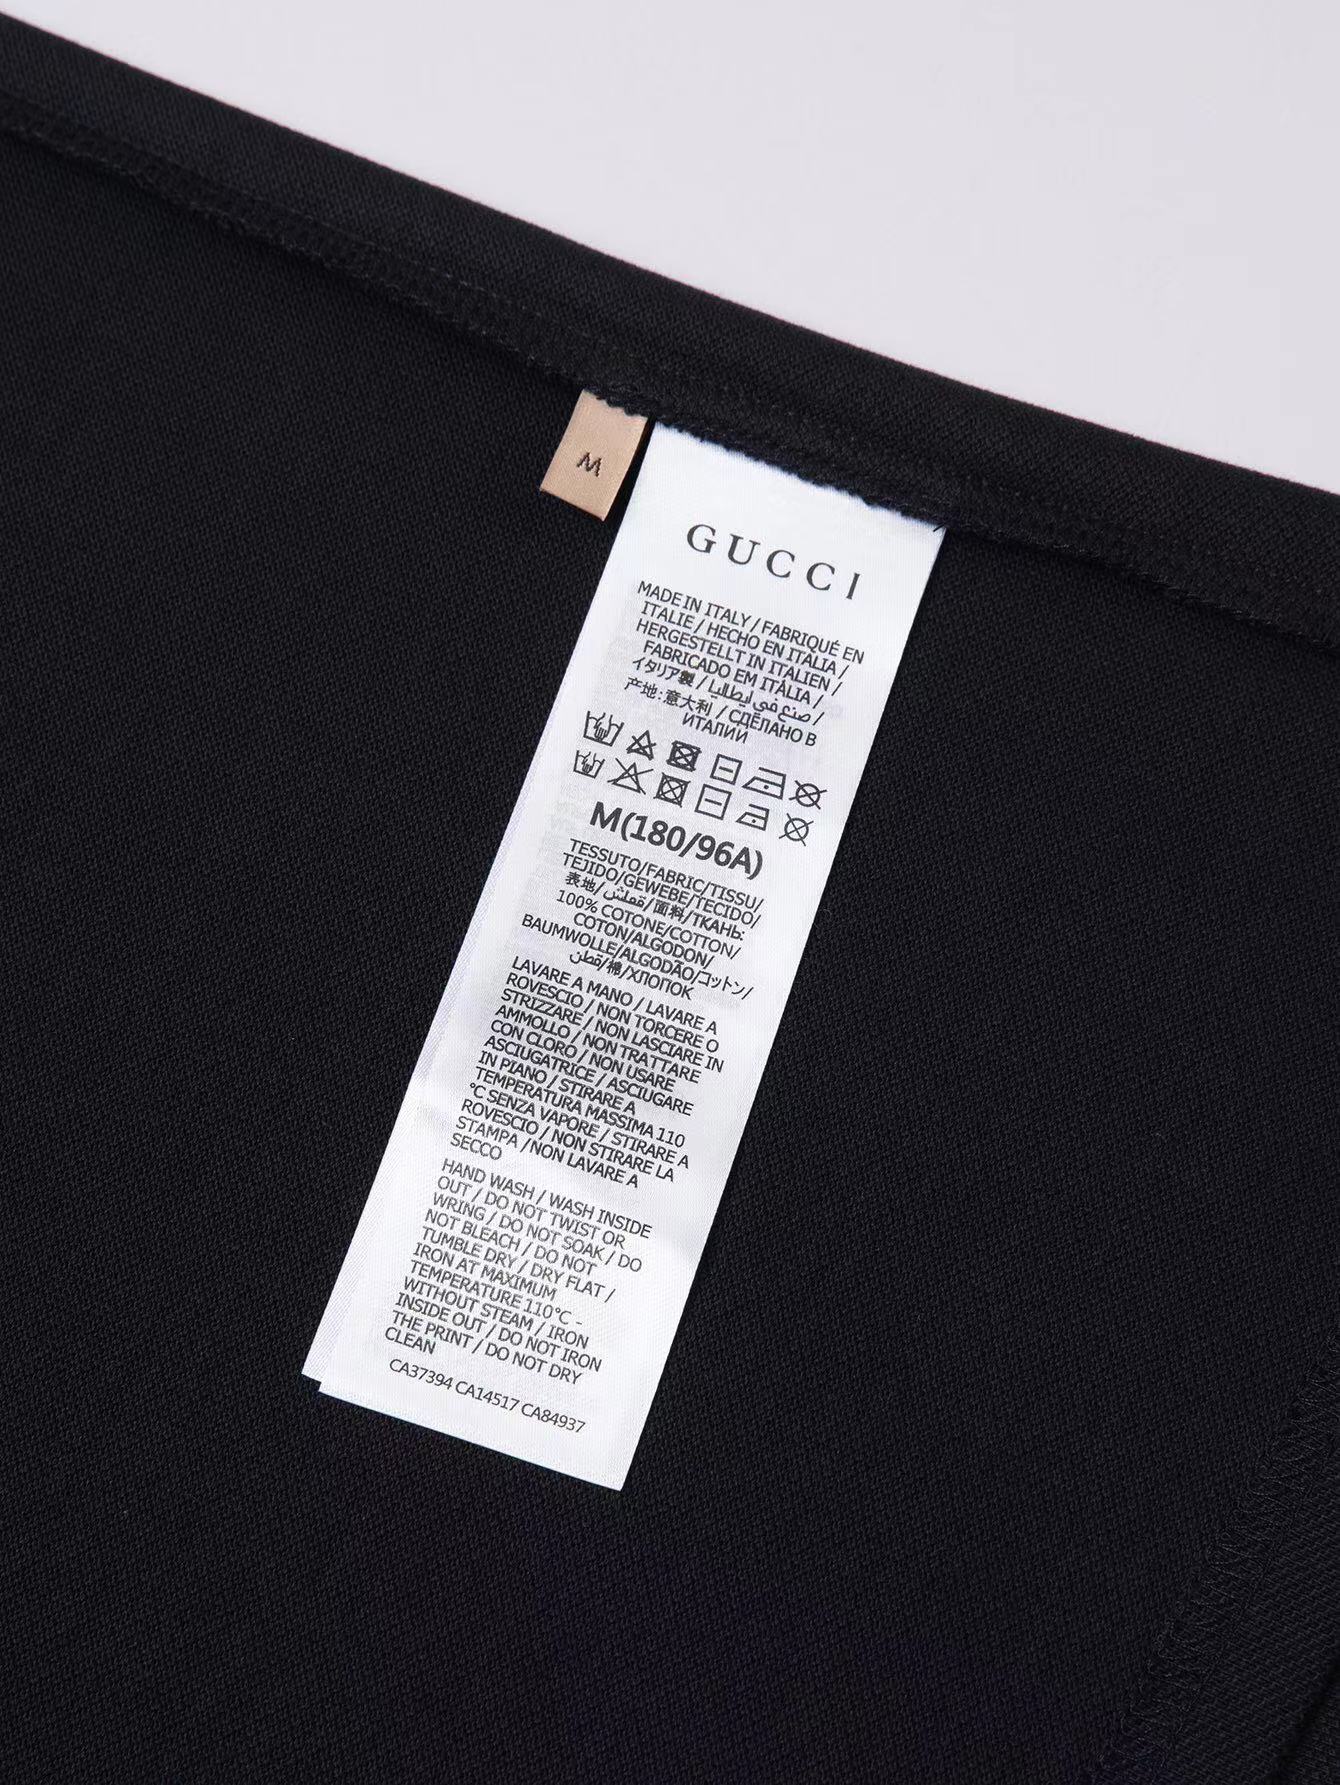 M
GUCCI
MADE IN ITALY / FABRIQUÉ EN
ITALIE / HECHO EN ITALIA /
HERGESTELLT IN ITALIEN /
FABRICADO EM ITÁLIA /
イタリア製 / صنع في ايطاليا /
产地:意大利 / СДЕЛАНО В
ИТАЛИИ
M(180/96A)
TESSUTO/FABRIC/TISSU/
TEJIDO/GEWEBE/TECIDO/
表地/قماش/面料/ТКАНЬ:
100% COTONE/COTTON/
COTON/ALGODON/
BAUMWOLLE/ALGODÃO/コットン/
قطن/棉/ХЛОПОК
LAVARE A MANO / LAVARE A
ROVESCIO / NON TORCERE O
STRIZZARE / NON LASCIARE IN
AMMOLLO / NON TRATTARE
CON CLORO / NON USARE
ASCIUGATRICE / ASCIUGARE
IN PIANO / STIRARE A
TEMPERATURA MASSIMA 110
°C SENZA VAPORE / STIRARE A
ROVESCIO / NON STIRARE LA
STAMPA / NON LAVARE A
SECCO
HAND WASH / WASH INSIDE
OUT / DO NOT TWIST OR
WRING / DO NOT SOAK / DO
NOT BLEACH / DO NOT
TUMBLE DRY / DRY FLAT /
IRON AT MAXIMUM
TEMPERATURE 110°C -
WITHOUT STEAM / IRON
INSIDE OUT / DO NOT IRON
THE PRINT / DO NOT DRY
CLEAN
CA37394 CA14517 CA84937